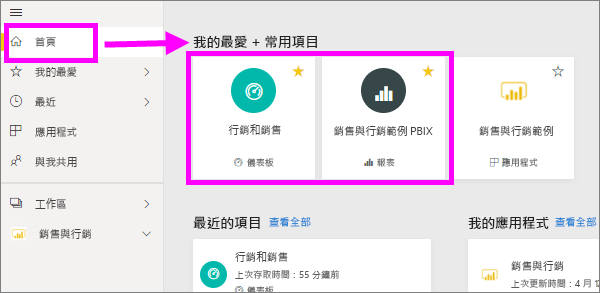 首頁
我的最愛
最近
應用程式
與我共用
工作區
銷售與行銷
我的最愛 + 常用項目
行銷和銷售
儀表板
銷售與行銷範例 PBIX
報表
銷售與行銷範例
應用程式
最近的項目 查看全部
行銷和銷售
上次存取時間：55 分鐘前
儀表板
我的應用程式 查看全部
銷售與行銷
上次更新時間：4 月